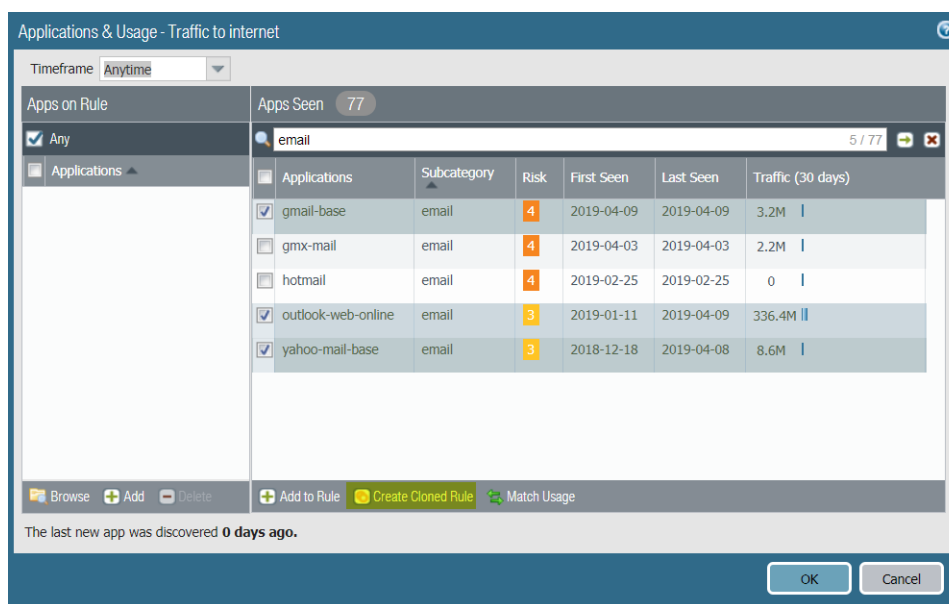 Applications & Usage - Traffic to internet
Timeframe Anytime
Apps on Rule
Apps Seen 77
Any
email 5 / 77
Applications
Applications Subcategory Risk First Seen Last Seen Traffic (30 days)
gmail-base email 4 2019-04-09 2019-04-09 3.2M
gmx-mail email 4 2019-04-03 2019-04-03 2.2M
hotmail email 4 2019-02-25 2019-02-25 0
outlook-web-online email 3 2019-01-11 2019-04-09 336.4M
yahoo-mail-base email 3 2018-12-18 2019-04-08 8.6M
Browse Add Delete
Add to Rule Create Cloned Rule Match Usage
The last new app was discovered 0 days ago.
OK Cancel